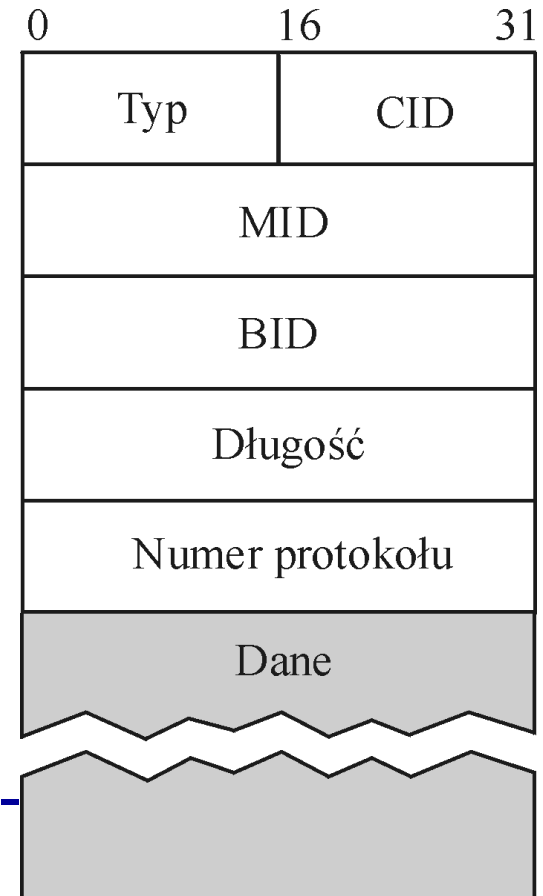 0 16 31
Typ CID
MID
BID
Długość
Numer protokołu
Dane